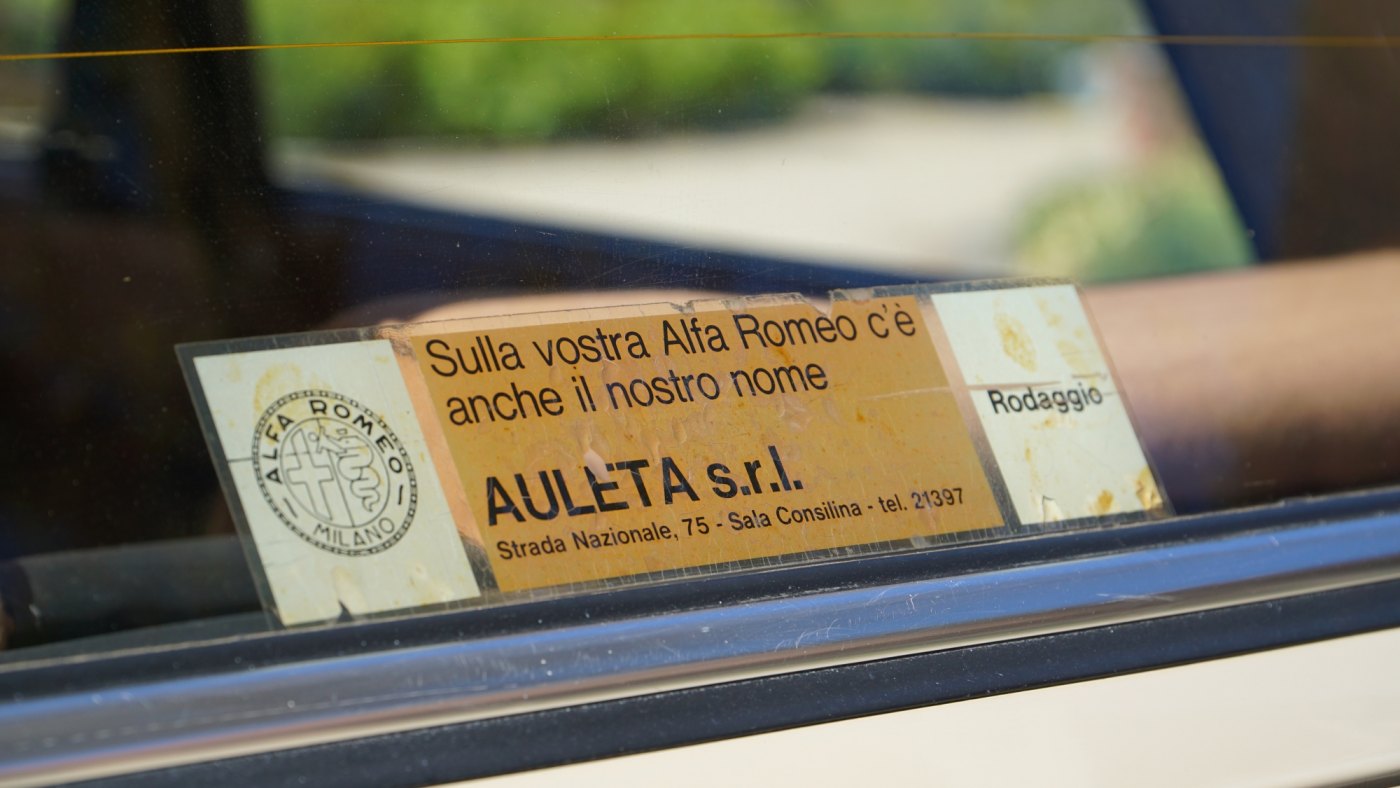 ALFA ROMEO
MILANO
Sulla vostra Alfa Romeo c'è
anche il nostro nome
AULETA s.r.l.
Strada Nazionale, 75 - Sala Consilina - tel. 21397
Rodaggio